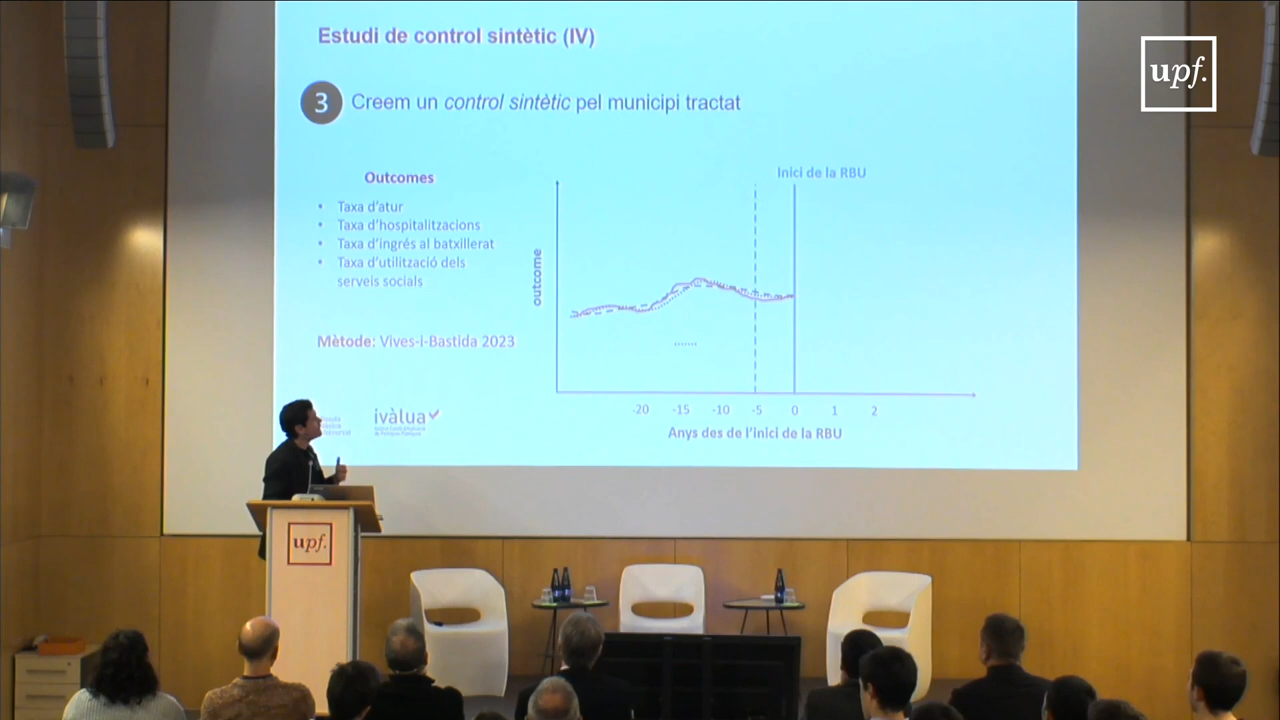 Estudi de control sintètic (IV)
upf.
3 Creem un control sintètic pel municipi tractat
Inici de la RBU
Outcomes
• Taxa d'atur
• Taxa d'hospitalitzacions
• Taxa d'ingrés al batxillerat
• Taxa d'utilització dels
serveis socials
outcome
Mètode: Vives-i-Bastida 2023
.......
-20 -15 -10 -5 0 1 2
Anys des de l'inici de la RBU
ivàlua
upf.